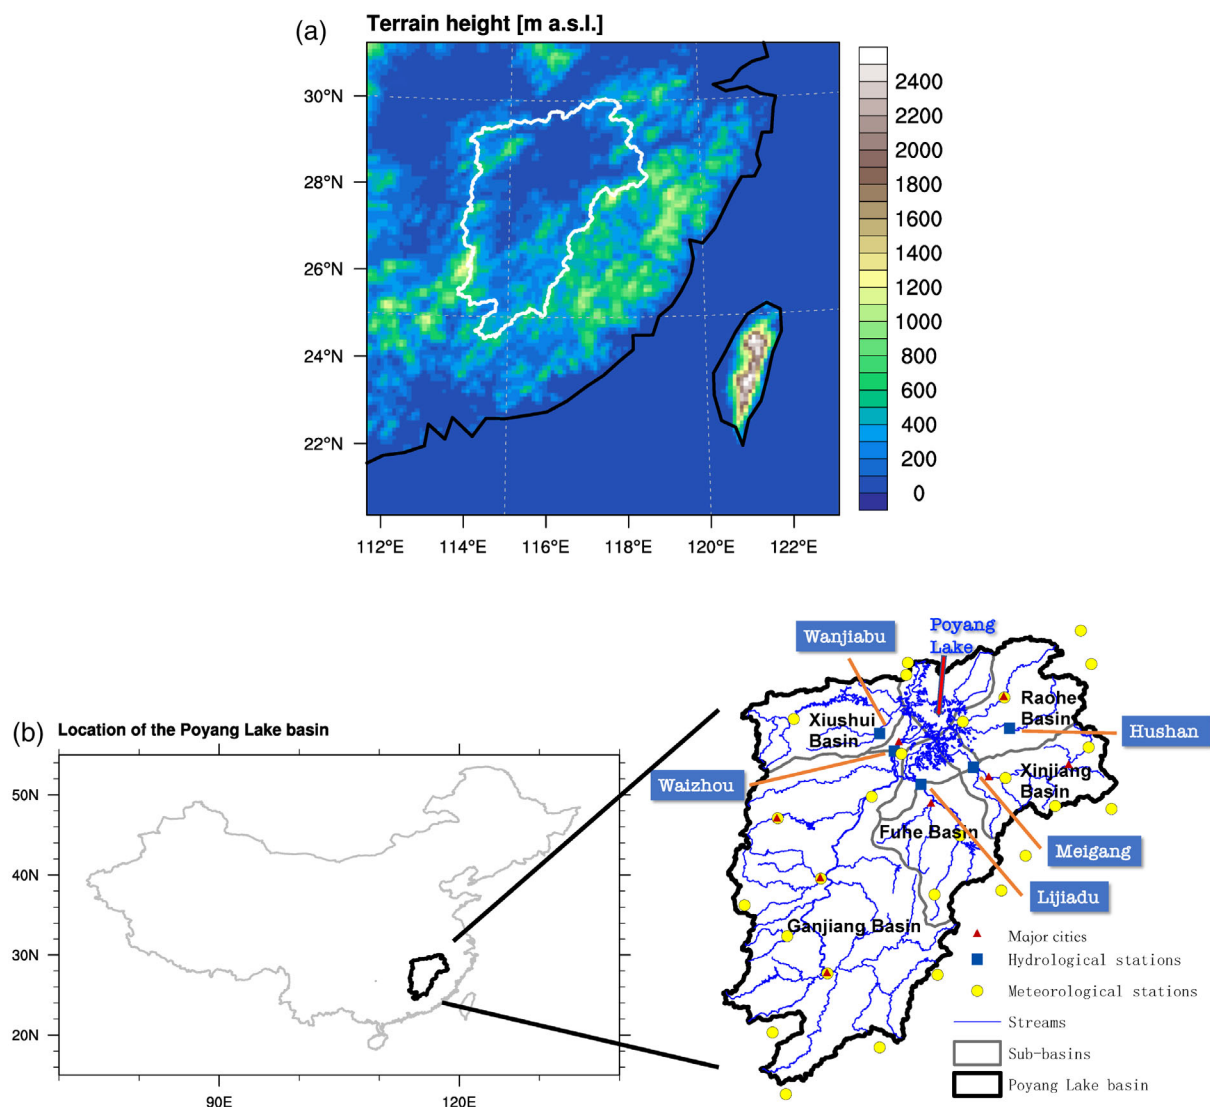 (a)
Terrain height [m a.s.l.]
30°N
28°N
26°N
24°N
22°N
112°E
114°E
116°E
118°E
120°E
122°E
2400
2200
2000
1800
1600
1400
1200
1000
800
600
400
200
0
(b)
Location of the Poyang Lake basin
50N
40N
30N
20N
90E
120E
Wanjiabu
Poyang
Lake
Raohe
Basin
Xiushui
Basin
Hushan
Waizhou
Xinjiang
Basin
Fuhe Basin
Meigang
Lijiadu
Ganjiang Basin
Major cities
Hydrological stations
Meteorological stations
Streams
Sub-basins
Poyang Lake basin